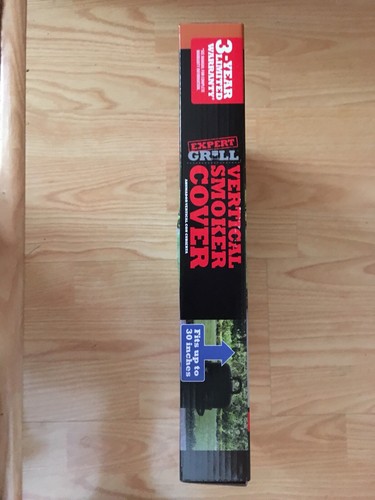 3-YEAR
LIMITED
WARRANTY
EXPERT
GRILL
VERTICAL
SMOKER
COVER
Fits up to
30 inches